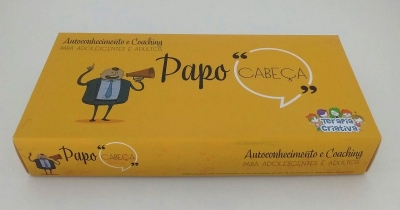 Autoconhecimento e Coaching
PARA ADOLESCENTES E ADULTOS
Papo "CABEÇA"
Terapia
Criativa
Papo "CABEÇA"
Autoconhecimento e Coaching
PARA ADOLESCENTES E ADULTOS